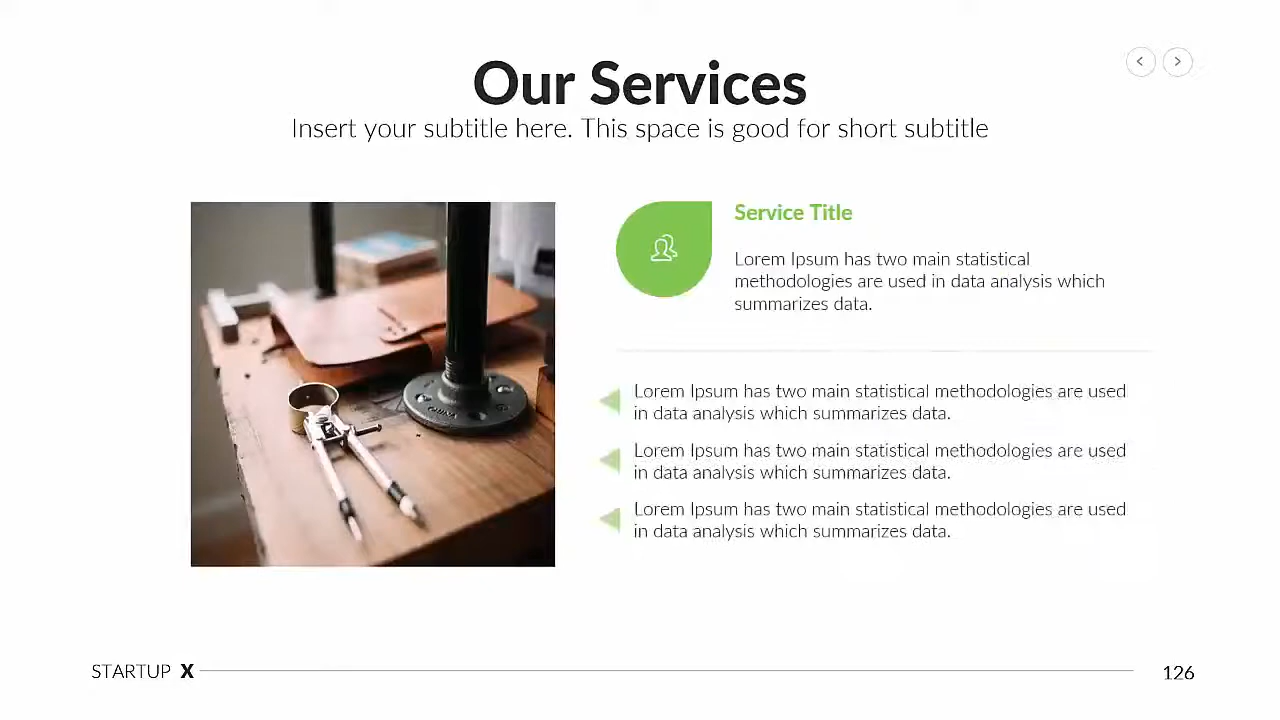 Our Services
Insert your subtitle here. This space is good for short subtitle
Service Title
Lorem Ipsum has two main statistical
methodologies are used in data analysis which
summarizes data.
Lorem Ipsum has two main statistical methodologies are used
in data analysis which summarizes data.
Lorem Ipsum has two main statistical methodologies are used
in data analysis which summarizes data.
Lorem Ipsum has two main statistical methodologies are used
in data analysis which summarizes data.
STARTUP X
126